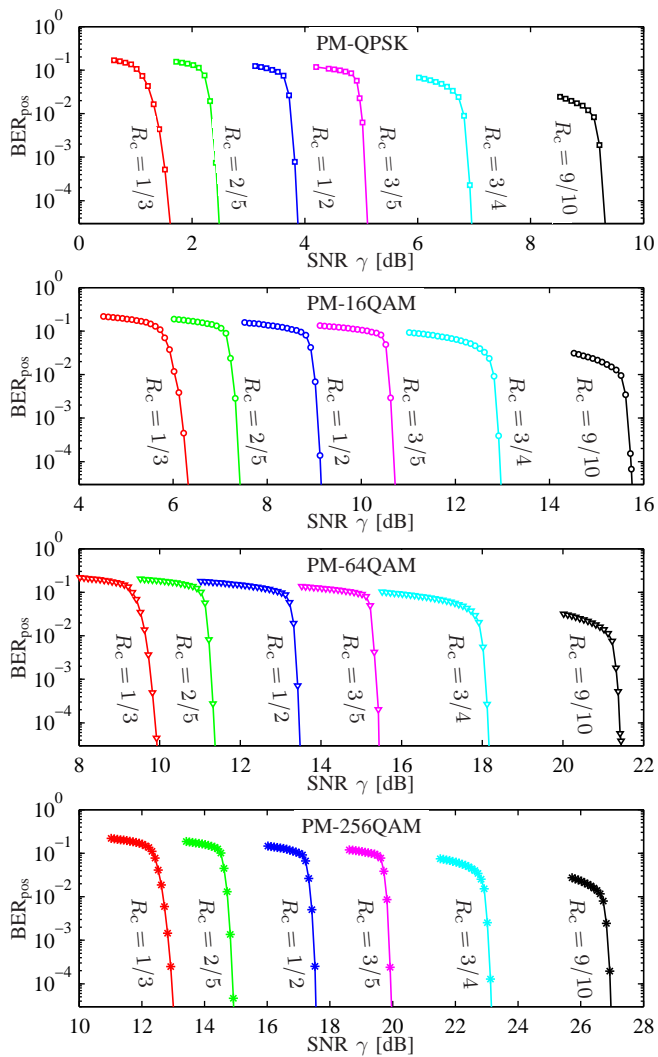 PM-QPSK
10^0
10^-1
10^-2
10^-3
10^-4
BER_pos
R_c = 1/3
R_c = 2/5
R_c = 1/2
R_c = 3/5
R_c = 3/4
R_c = 9/10
0 2 4 6 8 10
SNR γ [dB]
PM-16QAM
10^0
10^-1
10^-2
10^-3
10^-4
BER_pos
R_c = 1/3
R_c = 2/5
R_c = 1/2
R_c = 3/5
R_c = 3/4
R_c = 9/10
4 6 8 10 12 14 16
SNR γ [dB]
PM-64QAM
10^0
10^-1
10^-2
10^-3
10^-4
BER_pos
R_c = 1/3
R_c = 2/5
R_c = 1/2
R_c = 3/5
R_c = 3/4
R_c = 9/10
8 10 12 14 16 18 20 22
SNR γ [dB]
PM-256QAM
10^0
10^-1
10^-2
10^-3
10^-4
BER_pos
R_c = 1/3
R_c = 2/5
R_c = 1/2
R_c = 3/5
R_c = 3/4
R_c = 9/10
10 12 14 16 18 20 22 24 26 28
SNR γ [dB]